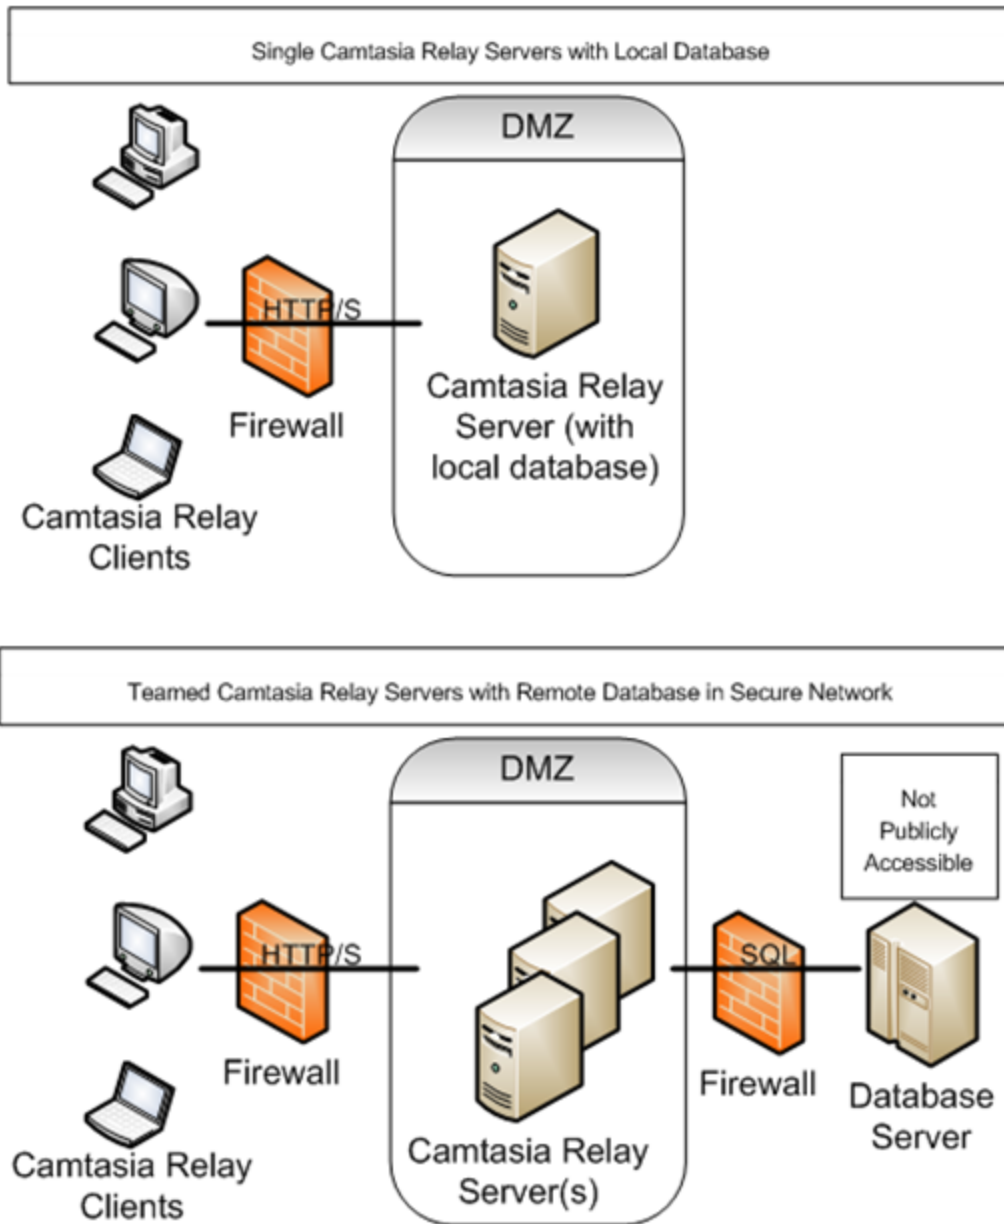 Single Camtasia Relay Servers with Local Database
DMZ
HTTP/S
Firewall
Camtasia Relay
Server (with
local database)
Camtasia Relay
Clients
Teamed Camtasia Relay Servers with Remote Database in Secure Network
DMZ
Not
Publicly
Accessible
HTTP/S
SQL
Firewall
Firewall
Database
Server
Camtasia Relay
Server(s)
Camtasia Relay
Clients